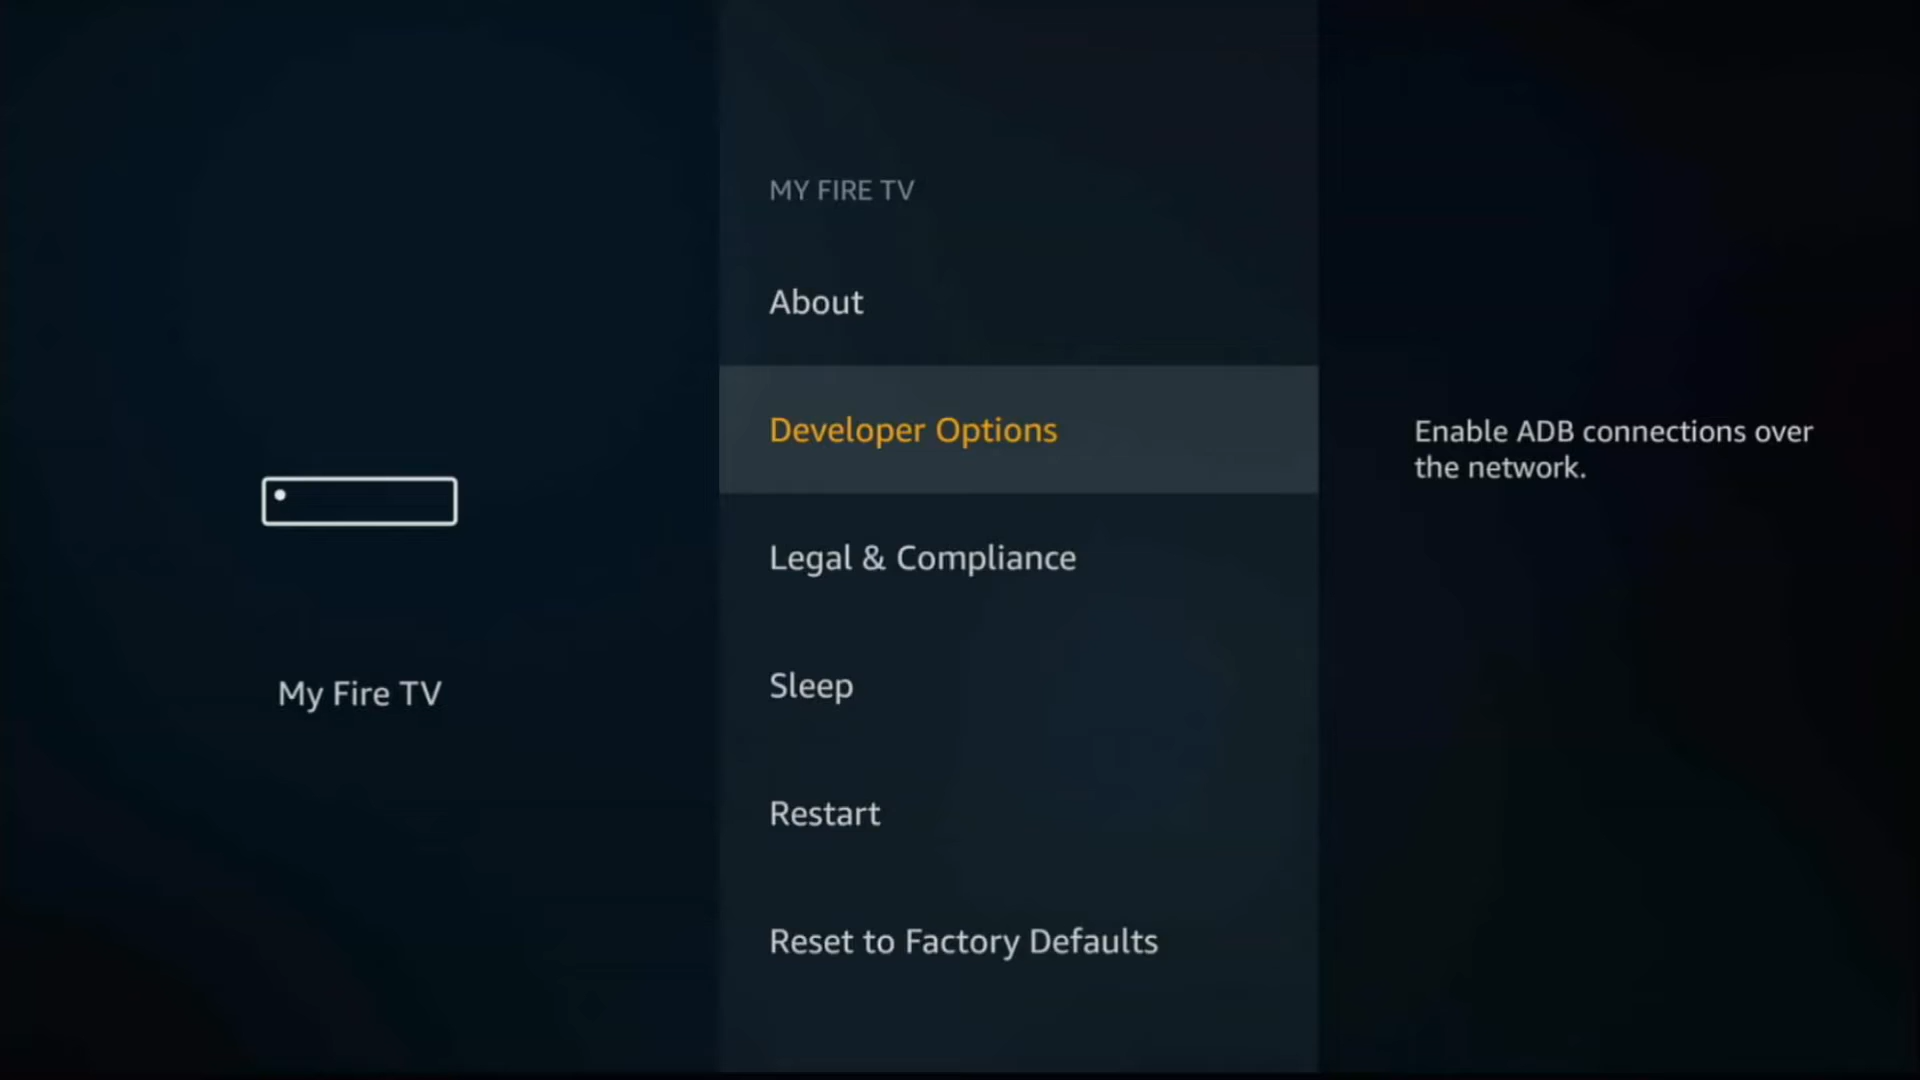 MY FIRE TV
About
Developer Options
Legal & Compliance
Sleep
Restart
Reset to Factory Defaults
My Fire TV
Enable ADB connections over
the network.